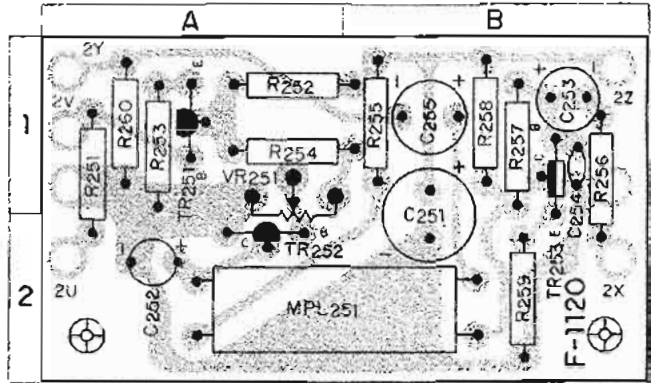 A B
1
2
2Y
2V
2U
2Z
2X
R251
R260
R253
E
TR251
B
R252
R254
VR251
C B
TR252
R255
C255
C251
R258
R257
C253
B
C
E
TR253
C254
R256
C252
MPL251
R259
F-1120